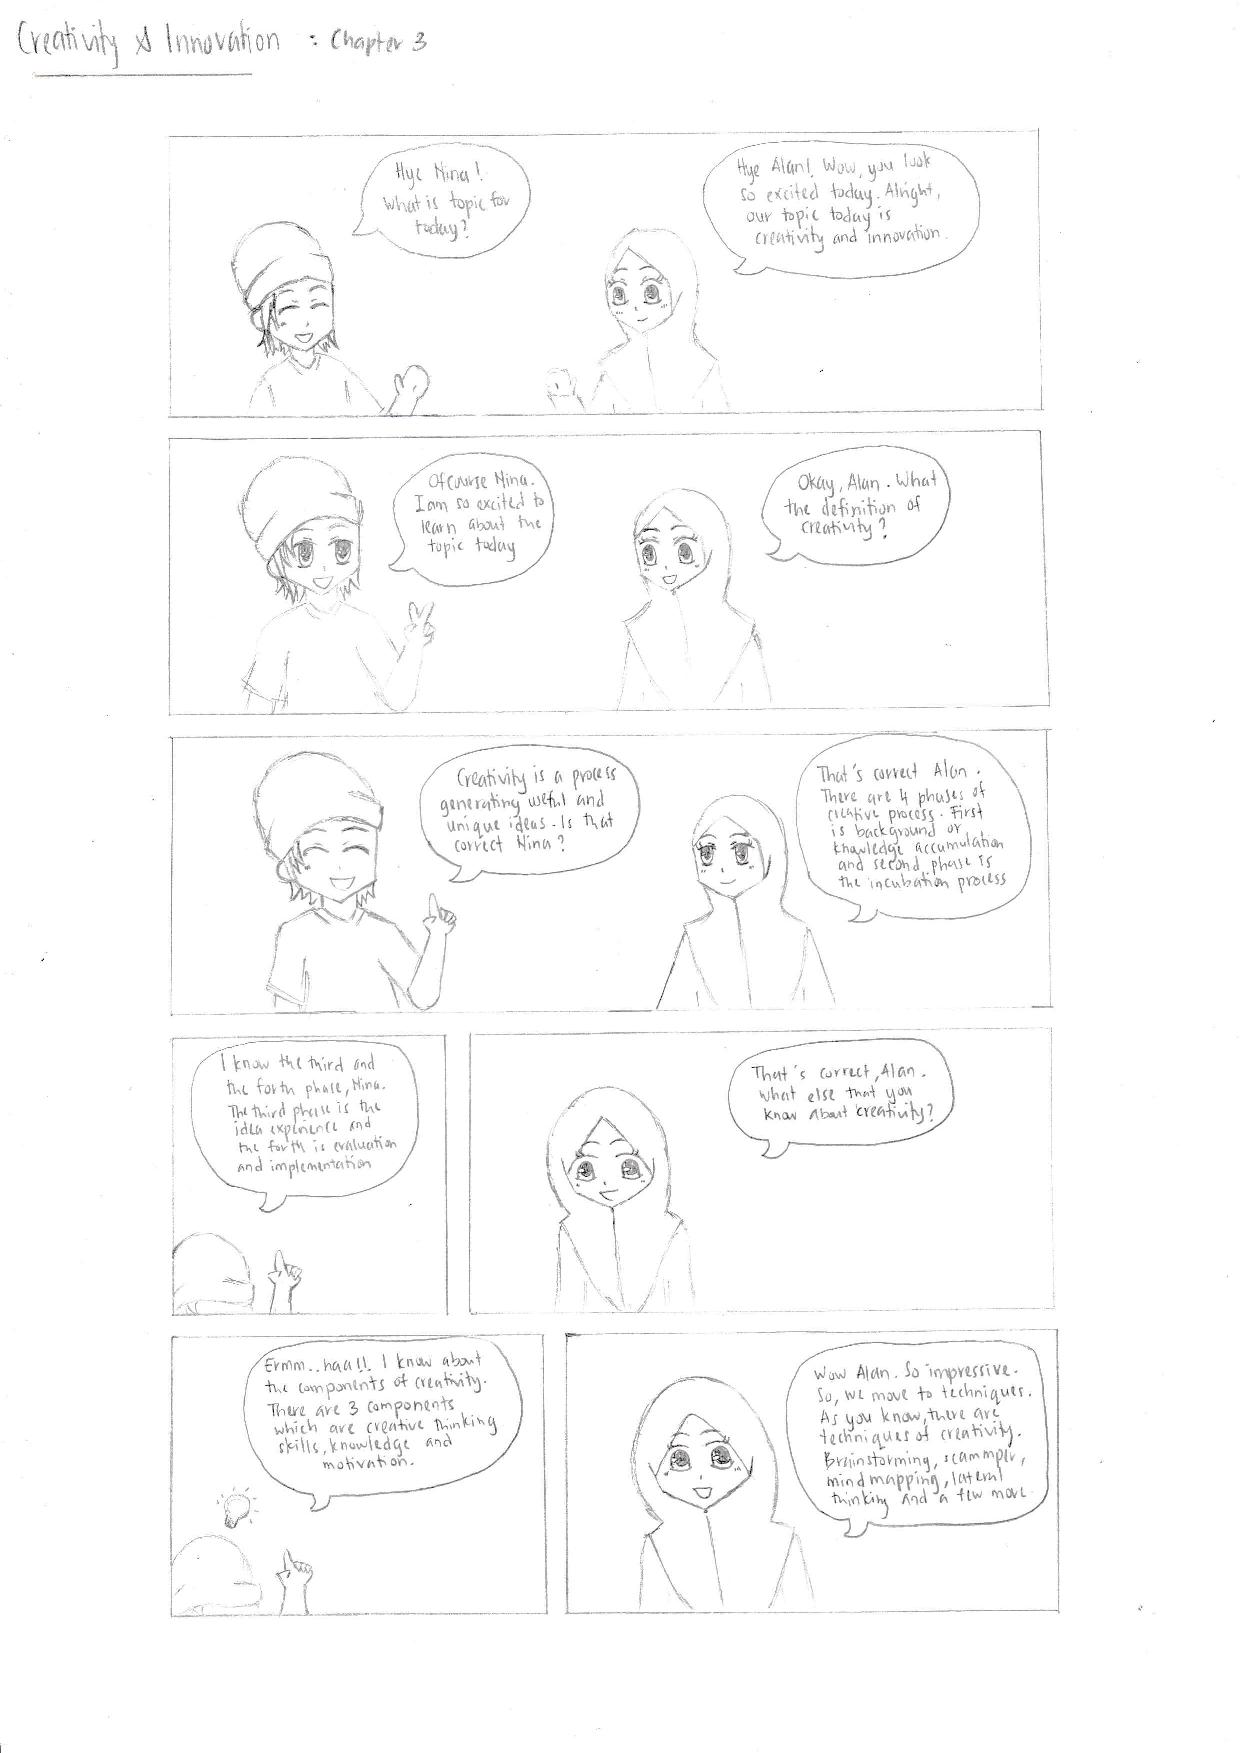 Creativity & Innovation : Chapter 3
Hye Nina!
What is topic for
today?
Hye Alan! Wow, you look
so excited today. Alright,
our topic today is
creativity and innovation.
Ofcourse Nina.
I am so excited to
learn about the
topic today
Okay, Alan. What
the definition of
creativity?
Creativity is a process
generating useful and
unique ideas. Is that
correct Nina?
That's correct Alan.
There are 4 phases of
creative process. First
is background or
knowledge accumulation
and second phase is
the incubation process
I know the third and
the forth phase, Nina.
The third phase is the
idea experience and
the forth is evaluation
and implementation
That's correct, Alan.
What else that you
know about creativity?
Ermm..haa!! I know about
the components of creativity.
There are 3 components
which are creative thinking
skills, knowledge and
motivation.
Wow Alan. So impressive.
So, we move to techniques.
As you know, there are
techniques of creativity.
Brainstorming, scammper,
mind mapping, lateral
thinking and a few more.